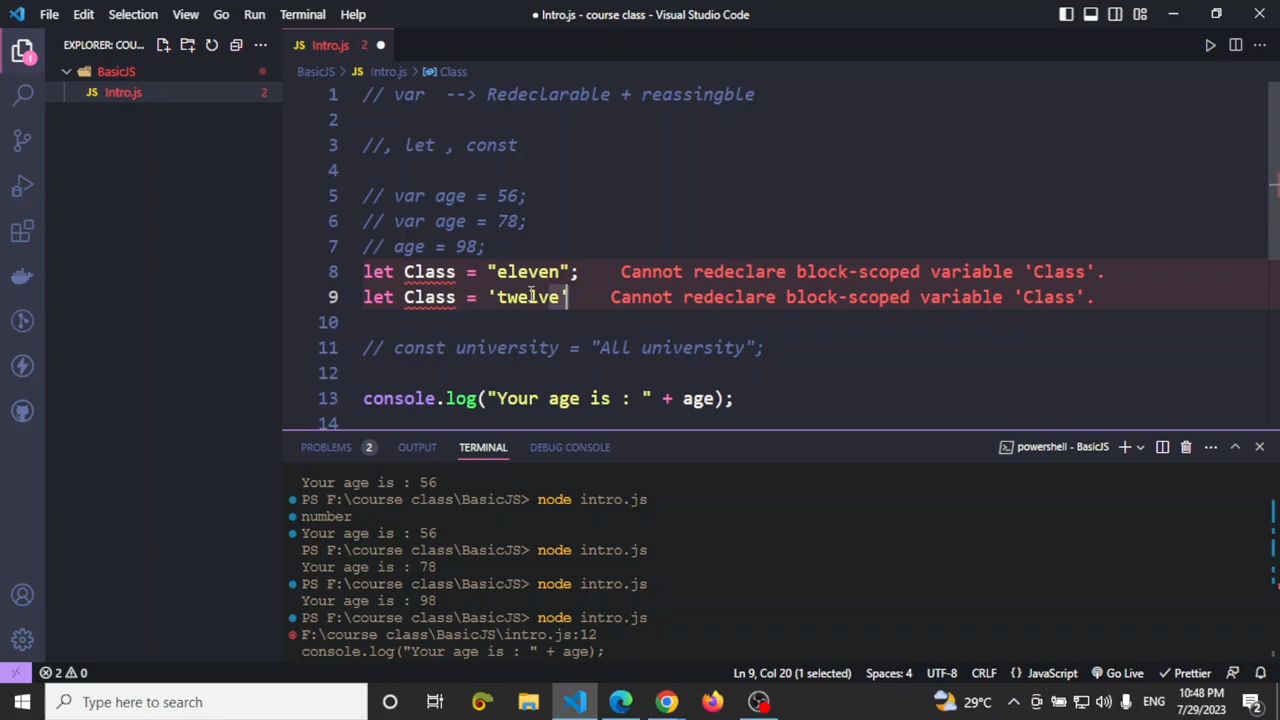 File Edit Selection View Go Run Terminal Help
● Intro.js - course class - Visual Studio Code
EXPLORER: COU...
JS Intro.js 2 ●
BasicJS
BasicJS > JS Intro.js > Class
JS Intro.js 2
1 // var --> Redeclarable + reassingble
2
3 //, let , const
4
5 // var age = 56;
6 // var age = 78;
7 // age = 98;
8 let Class = "eleven"; Cannot redeclare block-scoped variable 'Class'.
9 let Class = 'twelve' Cannot redeclare block-scoped variable 'Class'.
10
11 // const university = "All university";
12
13 console.log("Your age is : " + age);
14
PROBLEMS 2 OUTPUT TERMINAL DEBUG CONSOLE
powershell - BasicJS
Your age is : 56
PS F:\course class\BasicJS> node intro.js
number
Your age is : 56
PS F:\course class\BasicJS> node intro.js
Your age is : 78
PS F:\course class\BasicJS> node intro.js
Your age is : 98
PS F:\course class\BasicJS> node intro.js
F:\course class\BasicJS\intro.js:12
console.log("Your age is : " + age);
1
2 0
Ln 9, Col 20 (1 selected) Spaces: 4 UTF-8 CRLF {} JavaScript Go Live Prettier
Type here to search
29°C
ENG
10:48 PM
7/29/2023
2